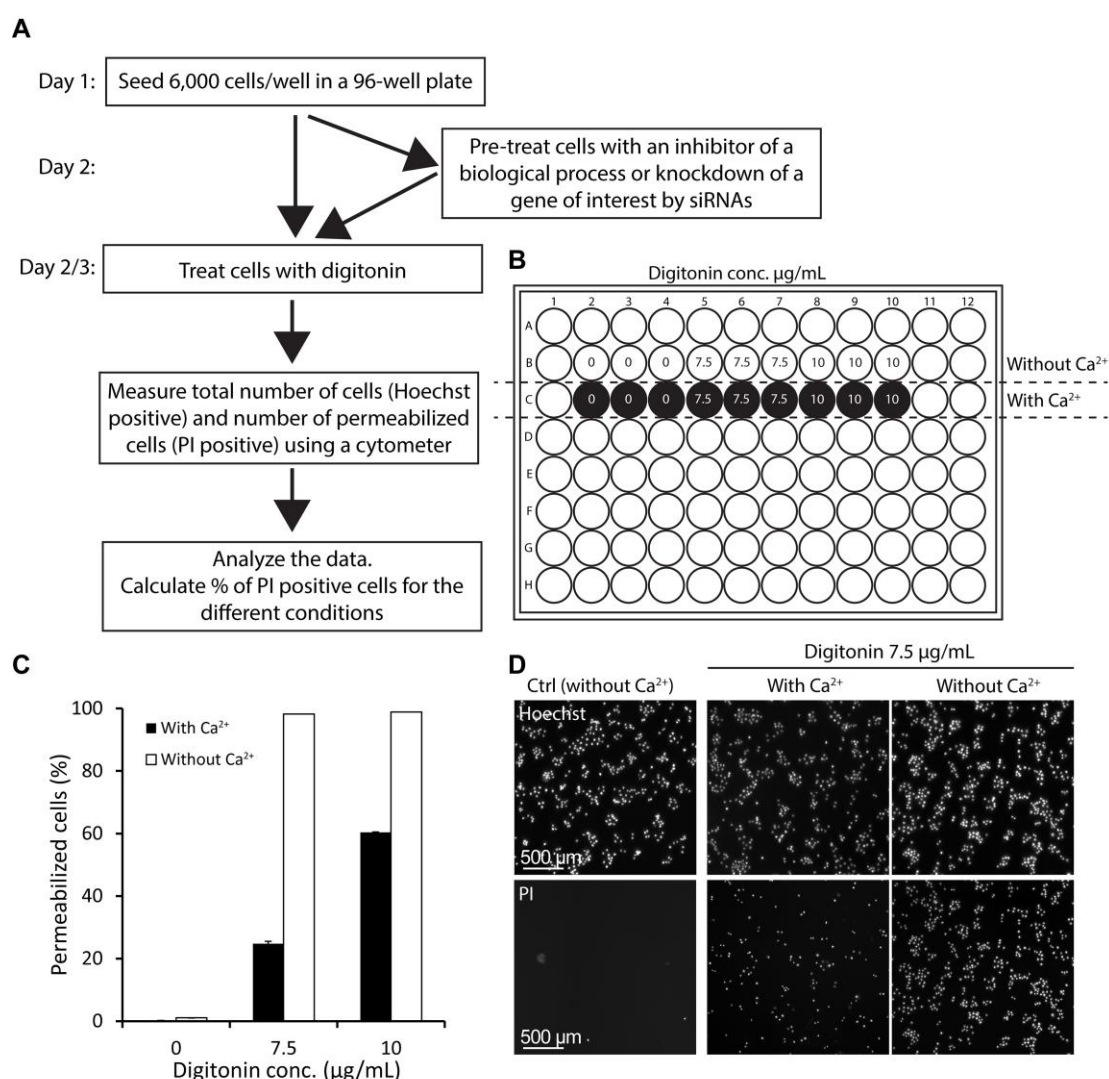 A
Day 1:
Seed 6,000 cells/well in a 96-well plate
Day 2:
Pre-treat cells with an inhibitor of a
biological process or knockdown of a
gene of interest by siRNAs
Day 2/3:
Treat cells with digitonin
Measure total number of cells (Hoechst
positive) and number of permeabilized
cells (PI positive) using a cytometer
Analyze the data.
Calculate % of PI positive cells for the
different conditions
B
Digitonin conc. µg/mL
1 2 3 4 5 6 7 8 9 10 11 12
A
B 0 0 0 7.5 7.5 7.5 10 10 10 Without Ca²⁺
C 0 0 0 7.5 7.5 7.5 10 10 10 With Ca²⁺
D
E
F
G
H
C
100
80
60
40
20
0
Permeabilized cells (%)
With Ca²⁺
Without Ca²⁺
0 7.5 10
Digitonin conc. (µg/mL)
D
Digitonin 7.5 µg/mL
Ctrl (without Ca²⁺) With Ca²⁺ Without Ca²⁺
Hoechst
500 µm
PI
500 µm